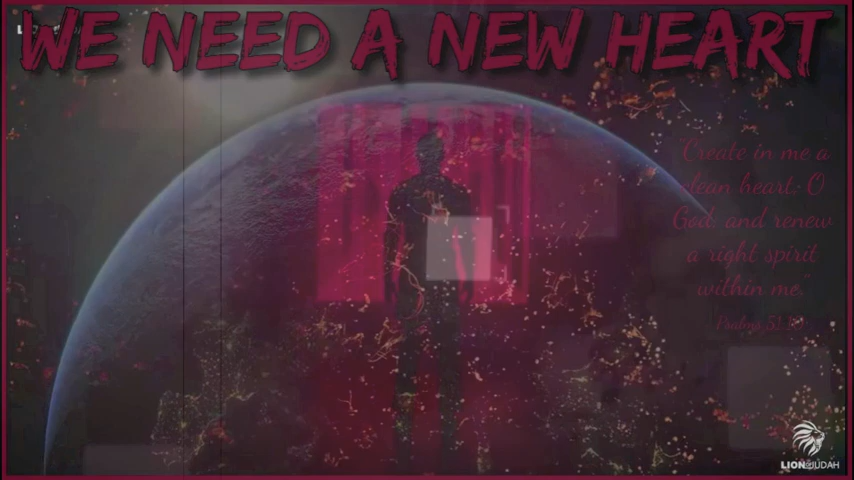 WE NEED A NEW HEART
"Create in me a
clean heart; O
God; and renew
a right spirit
within me."
Psalms 51:10
LION OF JUDAH